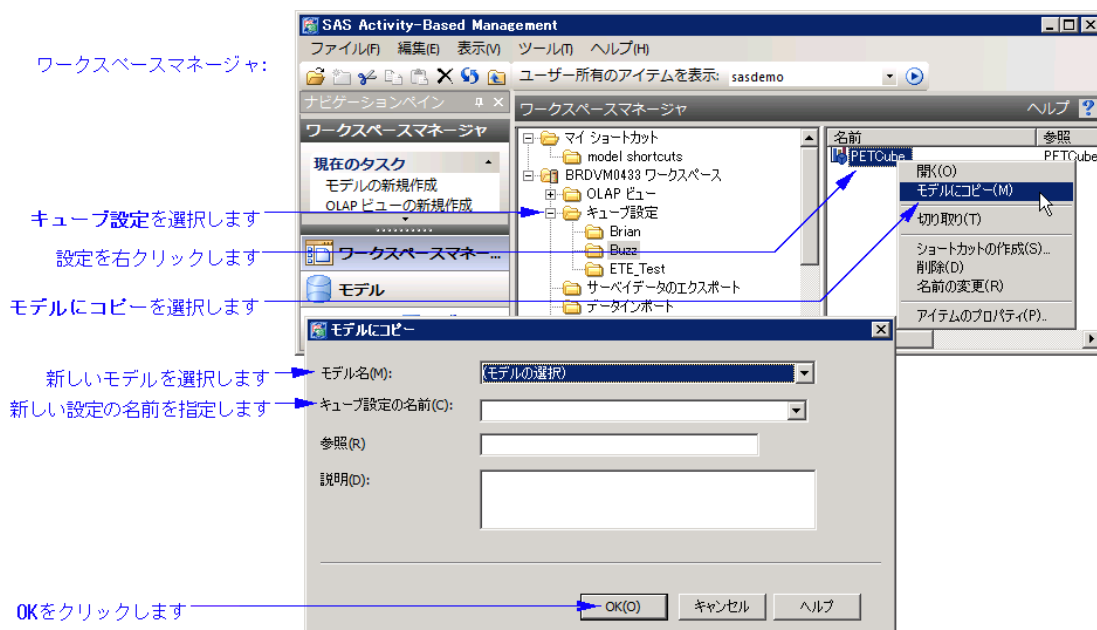 SAS Activity-Based Management
ファイル(F) 編集(E) 表示(V) ツール(T) ヘルプ(H)
ワークスペースマネージャ:
ユーザー所有のアイテムを表示: sasdemo
ナビゲーションペイン
ワークスペースマネージャ ヘルプ
ワークスペースマネージャ
現在のタスク
モデルの新規作成
OLAP ビューの新規作成
ワークスペースマネー...
モデル
マイ ショートカット
model shortcuts
BRDVM0433 ワークスペース
OLAP ビュー
キューブ設定
Brian
Buzz
ETE_Test
サーベイデータのエクスポート
データインポート
名前 参照
PETCube PETCube
開く(O)
モデルにコピー(M)
切り取り(T)
ショートカットの作成(S)...
削除(D)
名前の変更(R)
アイテムのプロパティ(P)...
キューブ設定を選択します
設定を右クリックします
モデルにコピーを選択します
モデルにコピー
新しいモデルを選択します
モデル名(M): (モデルの選択)
新しい設定の名前を指定します
キューブ設定の名前(C):
参照(R)
説明(D):
OKをクリックします
OK(O) キャンセル ヘルプ